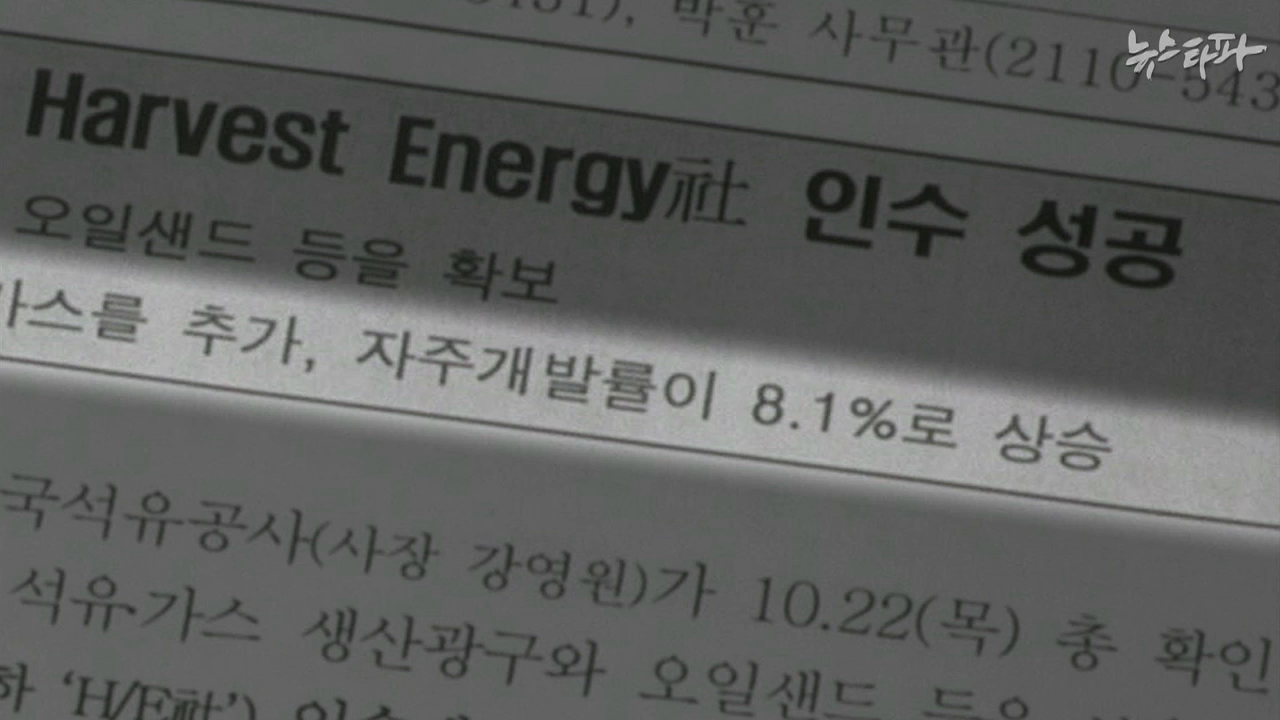 뉴스타파
박훈 사무관(2110-543
Harvest Energy社 인수 성공
오일샌드 등을 확보
가스를 추가, 자주개발률이 8.1%로 상승
국석유공사(사장 강영원)가 10.22(목) 총 확인
석유·가스 생산광구와 오일샌드 등을
하 ‘H/E社’)